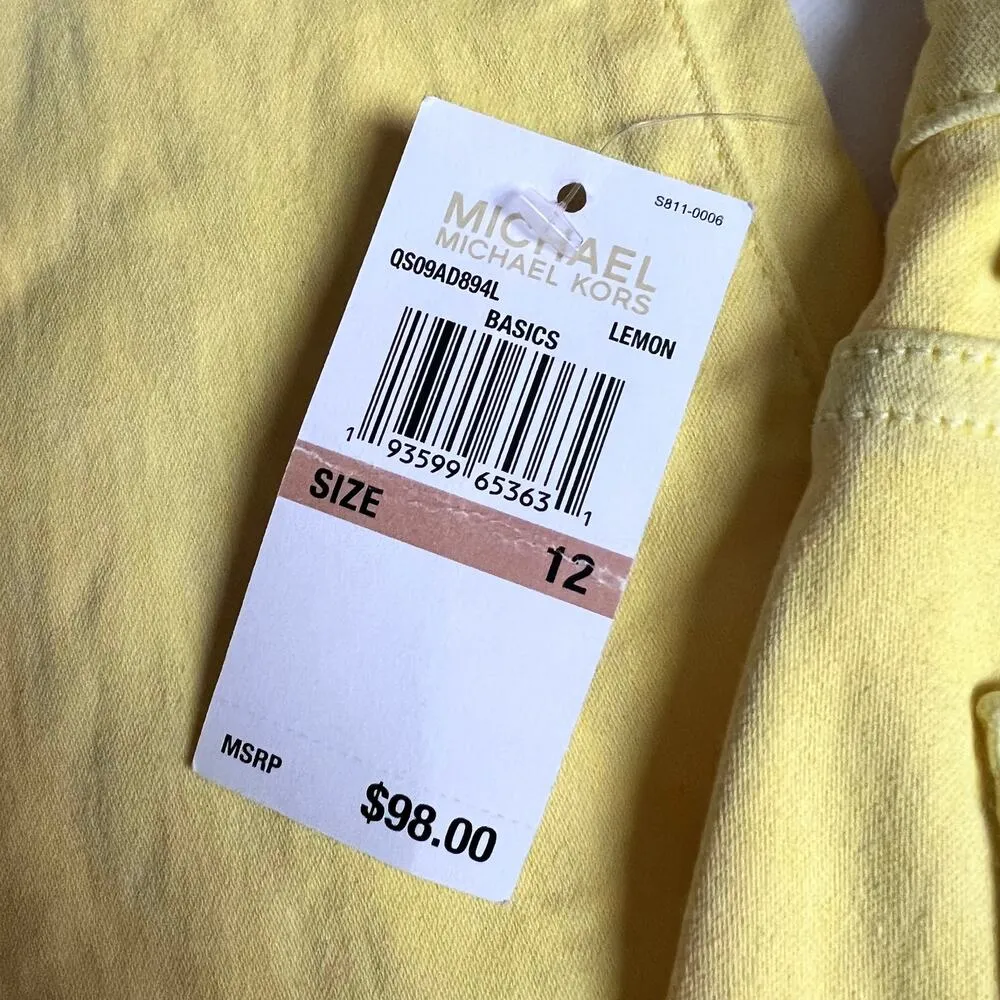 S811-0006
MICHAEL
MICHAEL KORS
QS09AD894L
BASICS LEMON
1 93599 65363 1
SIZE 12
MSRP $98.00